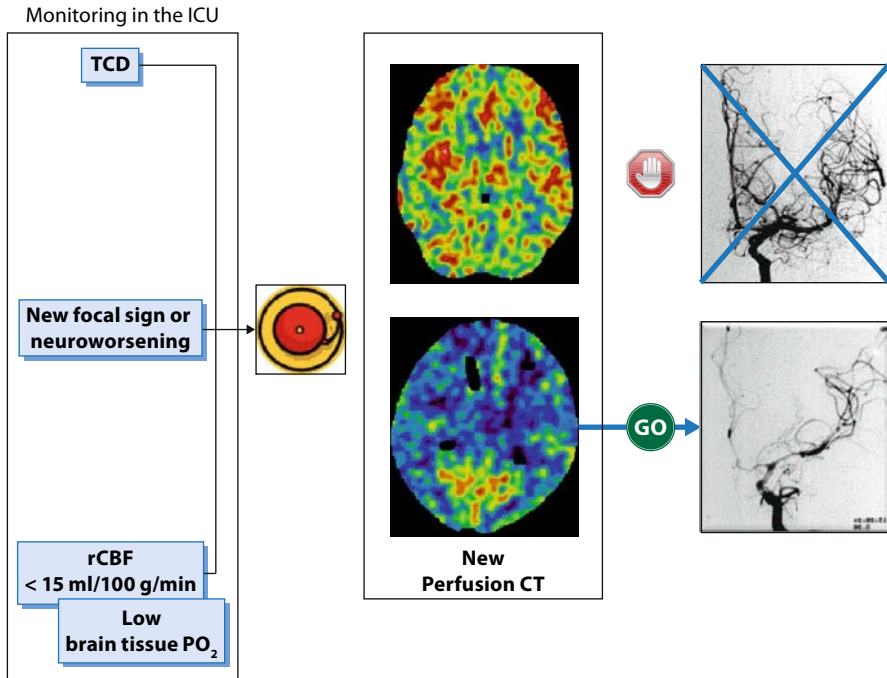 Monitoring in the ICU
TCD
New focal sign or
neuroworsening
rCBF
< 15 ml/100 g/min
Low
brain tissue PO₂
New
Perfusion CT
GO